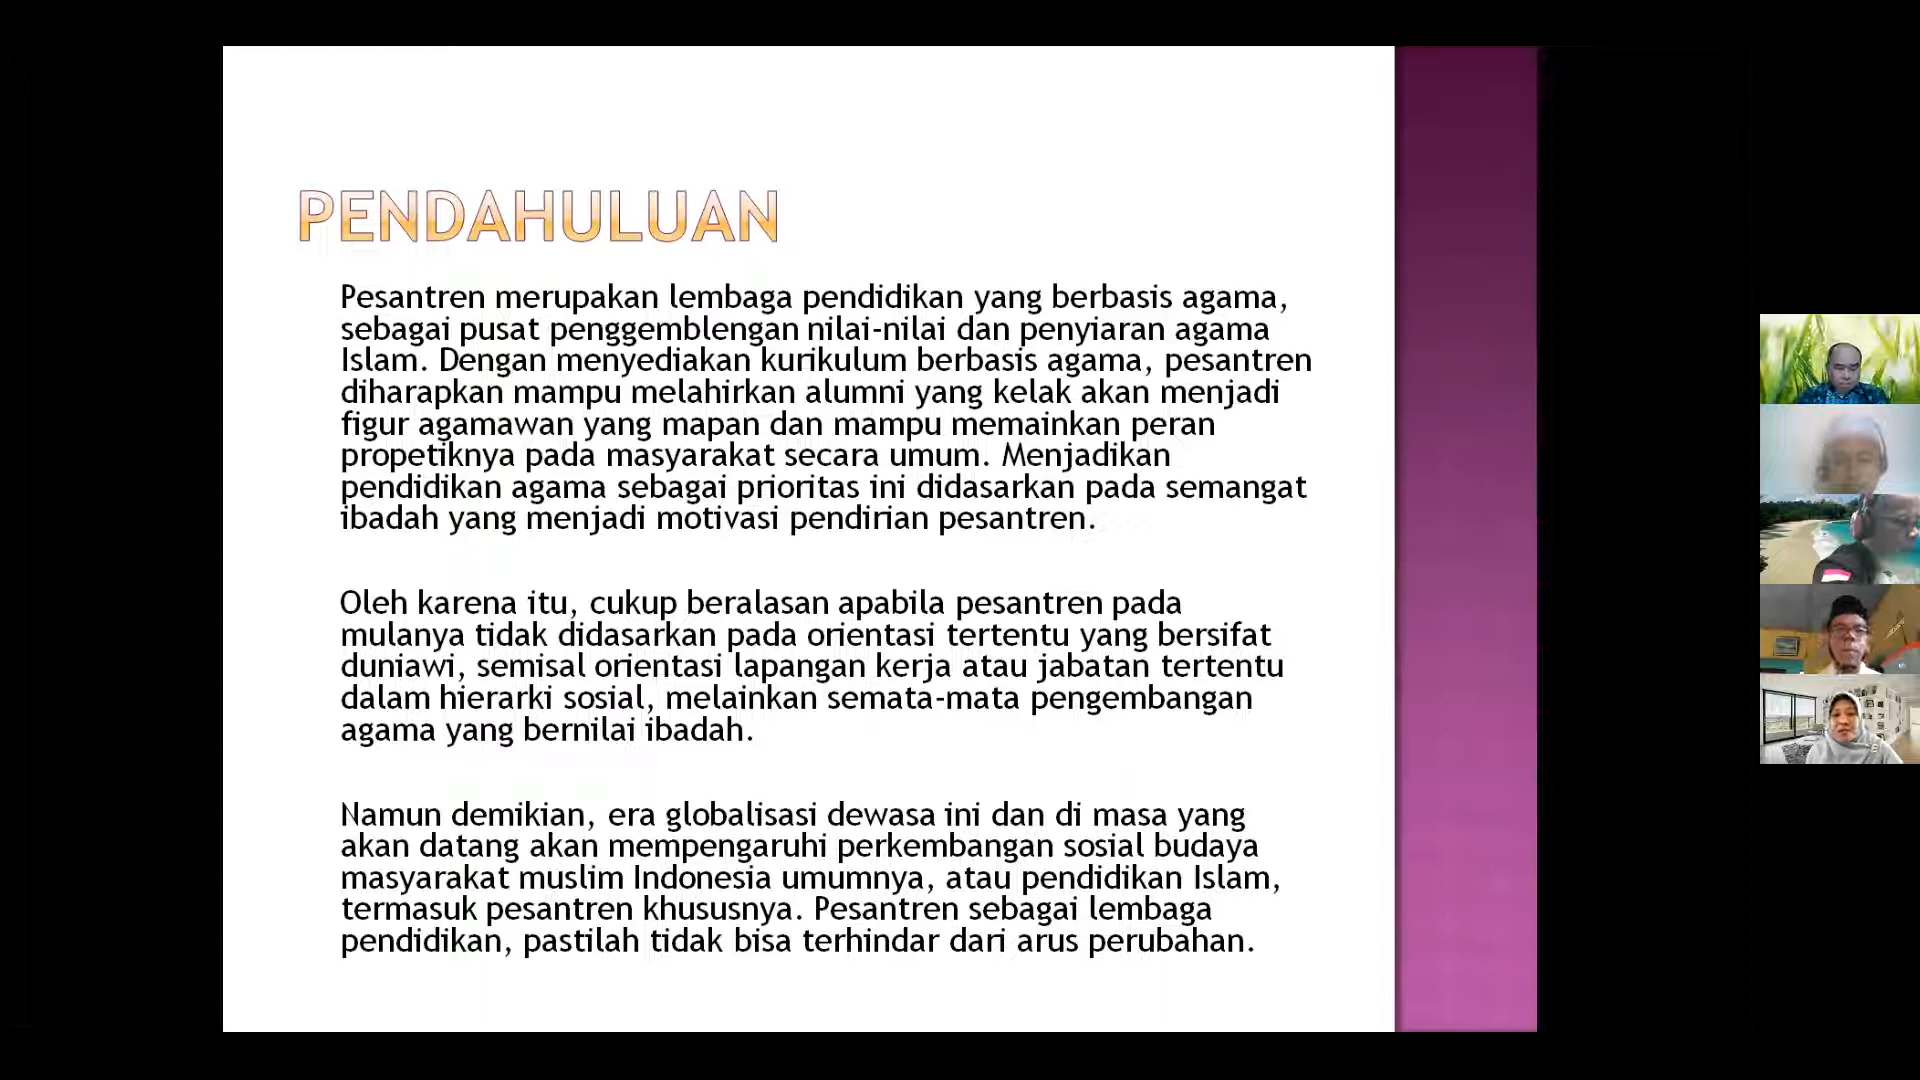 PENDAHULUAN
Pesantren merupakan lembaga pendidikan yang berbasis agama,
sebagai pusat penggemblengan nilai-nilai dan penyiaran agama
Islam. Dengan menyediakan kurikulum berbasis agama, pesantren
diharapkan mampu melahirkan alumni yang kelak akan menjadi
figur agamawan yang mapan dan mampu memainkan peran
propetiknya pada masyarakat secara umum. Menjadikan
pendidikan agama sebagai prioritas ini didasarkan pada semangat
ibadah yang menjadi motivasi pendirian pesantren.
Oleh karena itu, cukup beralasan apabila pesantren pada
mulanya tidak didasarkan pada orientasi tertentu yang bersifat
duniawi, semisal orientasi lapangan kerja atau jabatan tertentu
dalam hierarki sosial, melainkan semata-mata pengembangan
agama yang bernilai ibadah.
Namun demikian, era globalisasi dewasa ini dan di masa yang
akan datang akan mempengaruhi perkembangan sosial budaya
masyarakat muslim Indonesia umumnya, atau pendidikan Islam,
termasuk pesantren khususnya. Pesantren sebagai lembaga
pendidikan, pastilah tidak bisa terhindar dari arus perubahan.